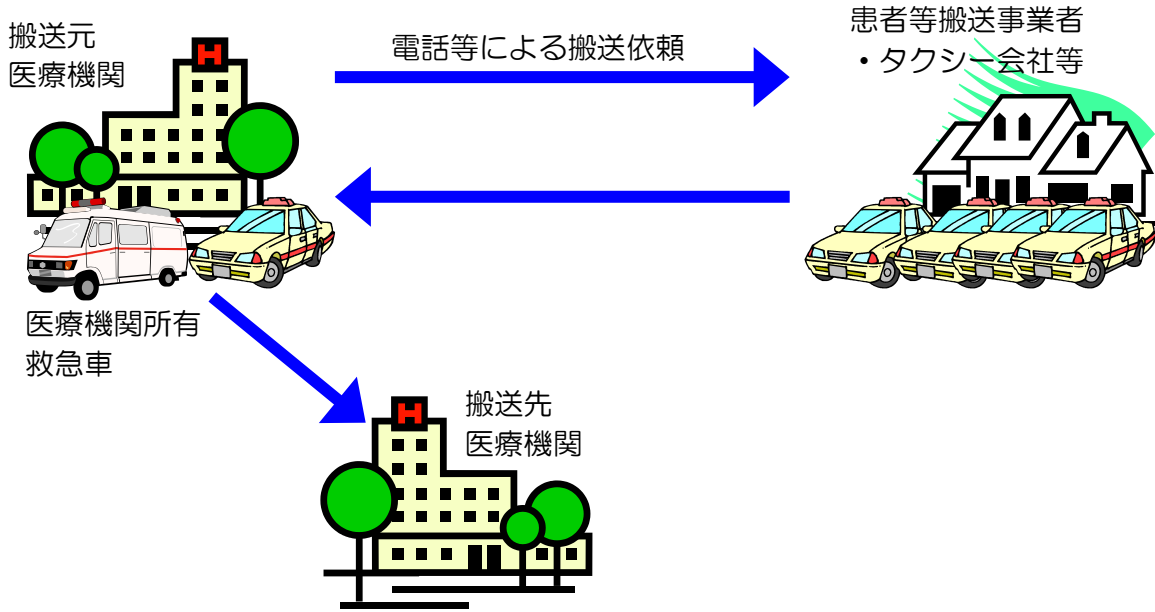 搬送元
医療機関
電話等による搬送依頼
患者等搬送事業者
・タクシー会社等
医療機関所有
救急車
搬送先
医療機関
H
H